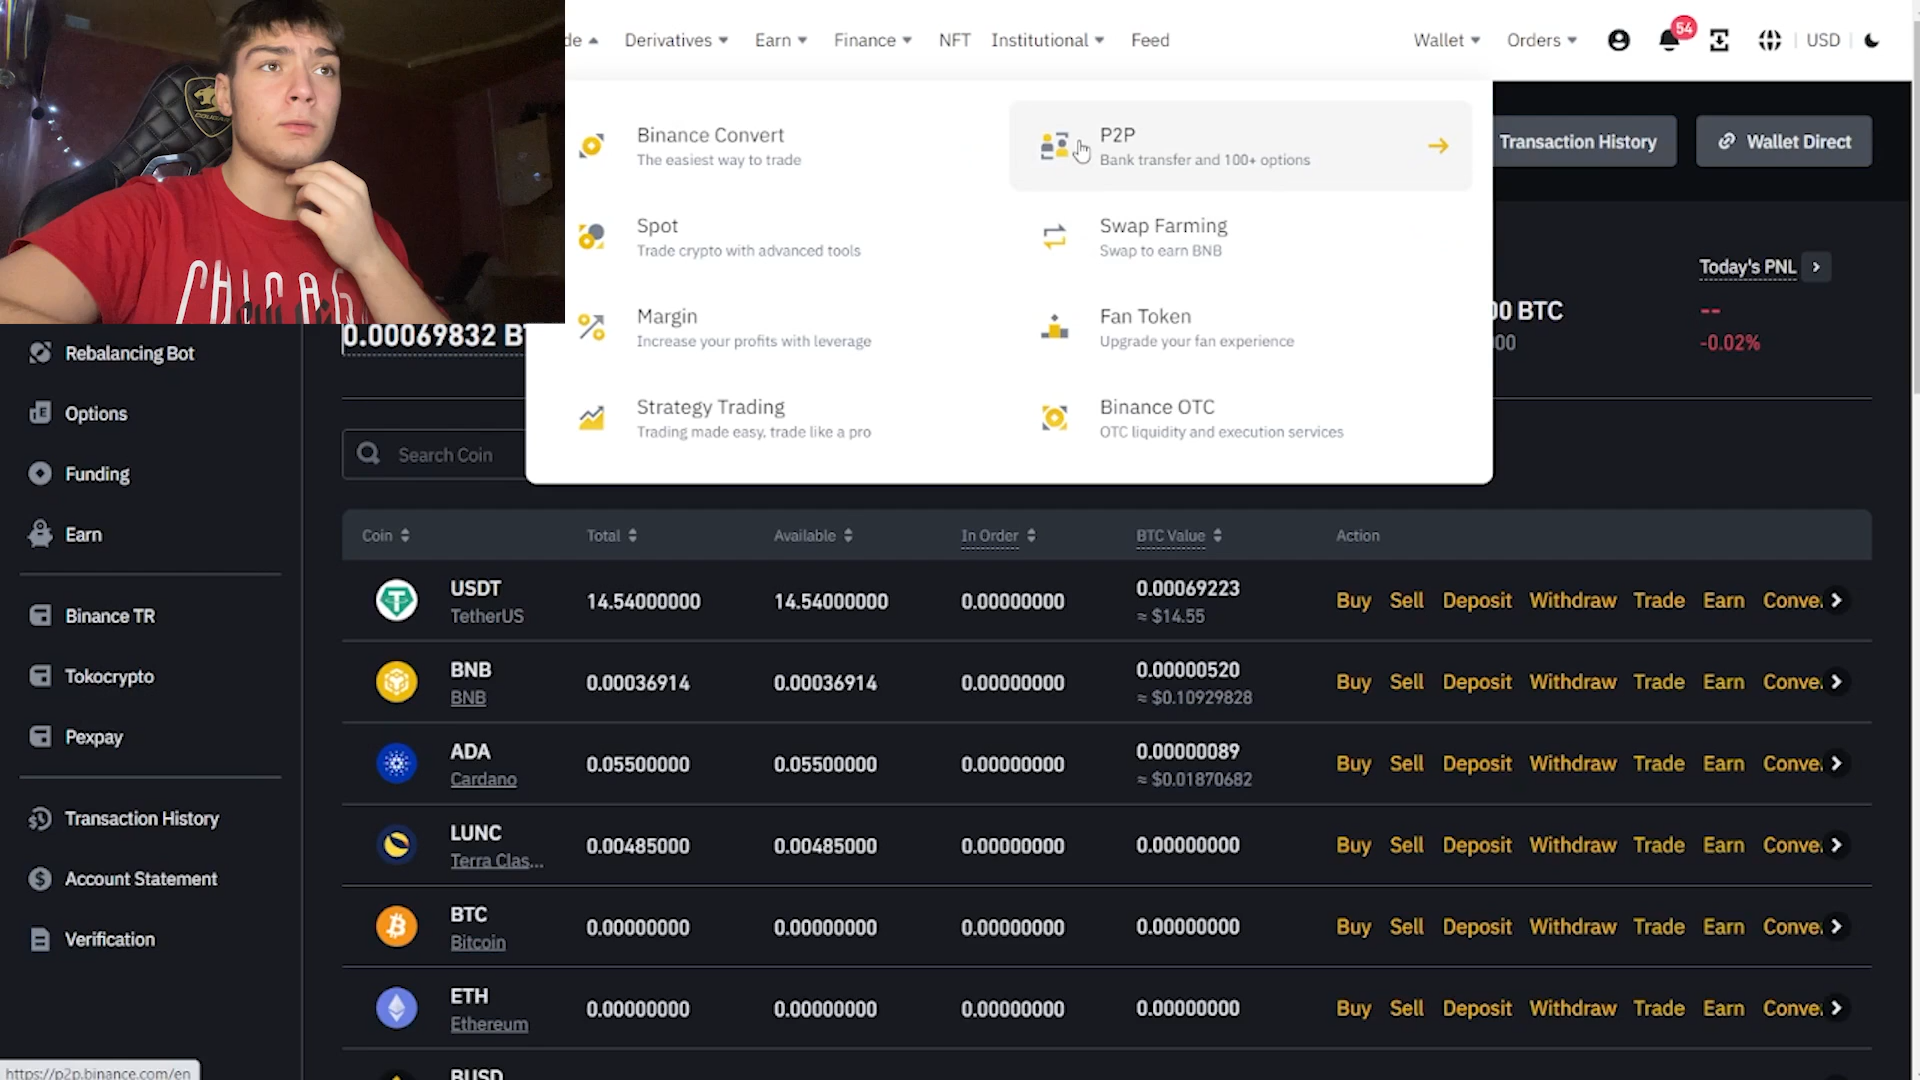 de Derivatives Earn Finance NFT Institutional Feed Wallet Orders 54 USD
Binance Convert
The easiest way to trade
P2P
Bank transfer and 100+ options
Transaction History Wallet Direct
Spot
Trade crypto with advanced tools
Swap Farming
Swap to earn BNB
Today's PNL
Margin
Increase your profits with leverage
Fan Token
Upgrade your fan experience
00 BTC
--
00
-0.02%
COUGAR
CHICAG
0.00069832 BT
Strategy Trading
Trading made easy, trade like a pro
Binance OTC
OTC liquidity and execution services
Search Coin
Rebalancing Bot
Options
Funding
Earn
Binance TR
Tokocrypto
Pexpay
Transaction History
Account Statement
Verification
Coin Total Available In Order BTC Value Action
USDT 14.54000000 14.54000000 0.00000000 0.00069223 Buy Sell Deposit Withdraw Trade Earn Conve
TetherUS ≈ $14.55
BNB 0.00036914 0.00036914 0.00000000 0.00000520 Buy Sell Deposit Withdraw Trade Earn Conve
BNB ≈ $0.10929828
ADA 0.05500000 0.05500000 0.00000000 0.00000089 Buy Sell Deposit Withdraw Trade Earn Conve
Cardano ≈ $0.01870682
LUNC 0.00485000 0.00485000 0.00000000 0.00000000 Buy Sell Deposit Withdraw Trade Earn Conve
Terra Clas...
BTC 0.00000000 0.00000000 0.00000000 0.00000000 Buy Sell Deposit Withdraw Trade Earn Conve
Bitcoin
ETH 0.00000000 0.00000000 0.00000000 0.00000000 Buy Sell Deposit Withdraw Trade Earn Conve
Ethereum
BUSD
https://p2p.binance.com/en